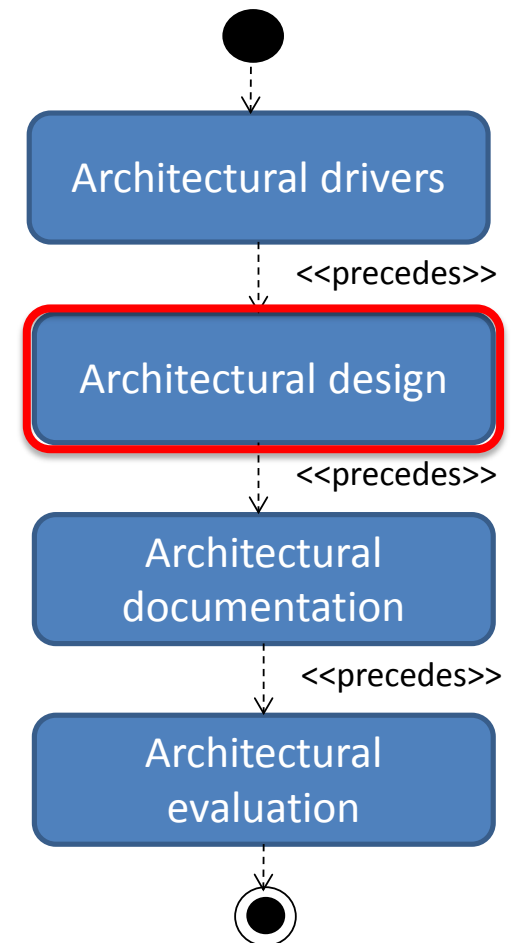 Architectural drivers
<<precedes>>
Architectural design
<<precedes>>
Architectural
documentation
<<precedes>>
Architectural
evaluation